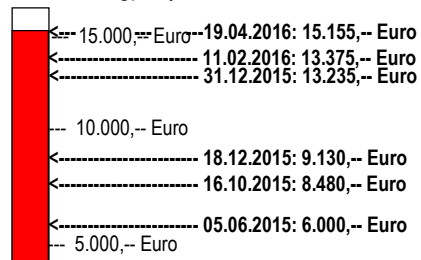 <--- 15.000,-- Euro ---19.04.2016: 15.155,-- Euro
<----------------------- 11.02.2016: 13.375,-- Euro
<----------------------- 31.12.2015: 13.235,-- Euro
--- 10.000,-- Euro
<----------------------- 18.12.2015: 9.130,-- Euro
<----------------------- 16.10.2015: 8.480,-- Euro
<----------------------- 05.06.2015: 6.000,-- Euro
--- 5.000,-- Euro